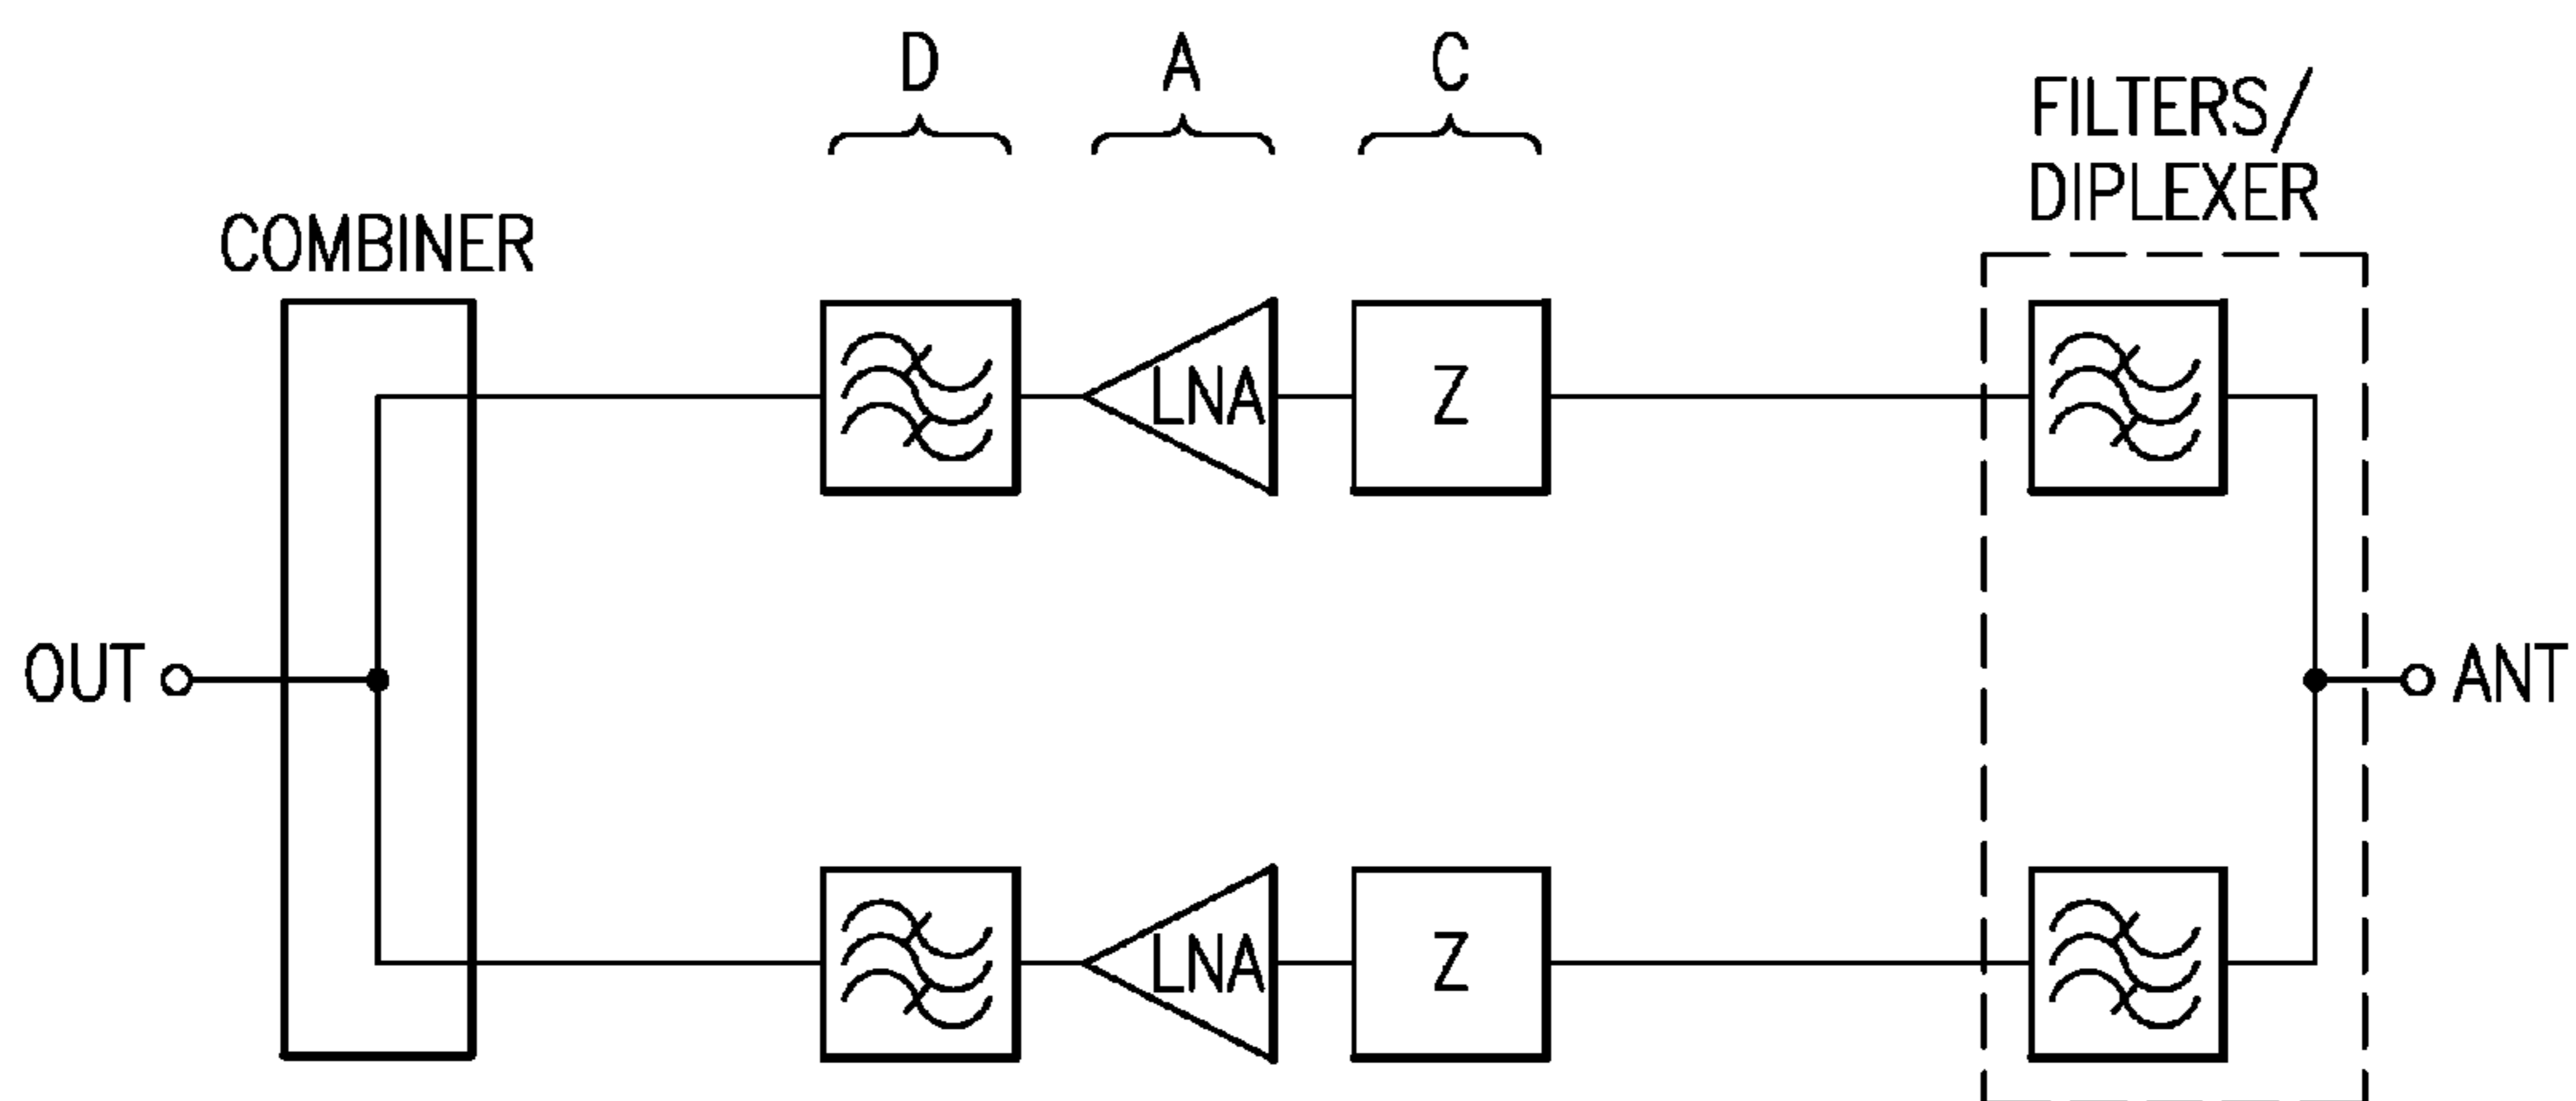 D
A
C
FILTERS/
DIPLEXER
COMBINER
LNA
Z
OUT
ANT
LNA
Z